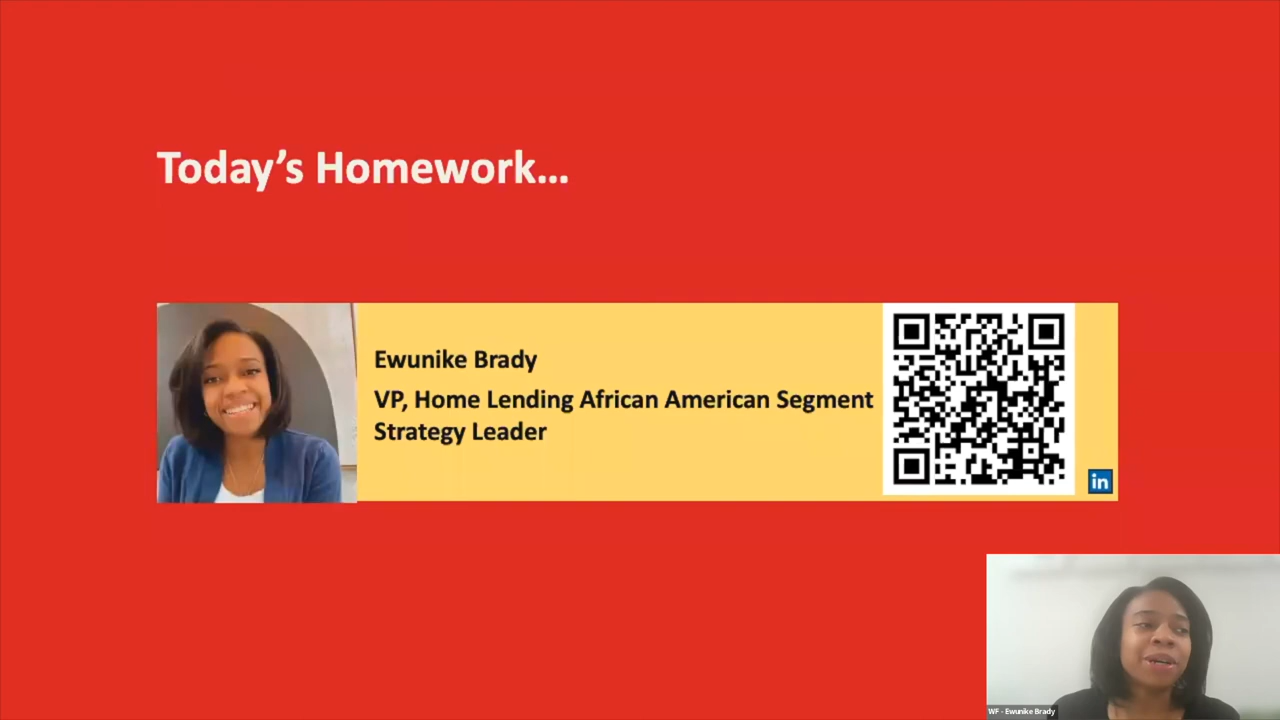 Today’s Homework...
Ewunike Brady
VP, Home Lending African American Segment
Strategy Leader
in
WF - Ewunike Brady